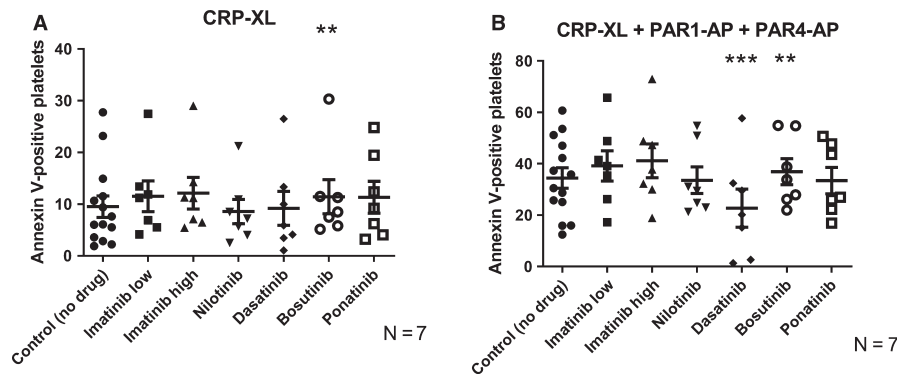 A
CRP-XL
**
Annexin V-positive platelets
40
30
20
10
0
Control (no drug)
Imatinib low
Imatinib high
Nilotinib
Dasatinib
Bosutinib
Ponatinib
N = 7
B
CRP-XL + PAR1-AP + PAR4-AP
*** **
Annexin V-positive platelets
80
60
40
20
0
Control (no drug)
Imatinib low
Imatinib high
Nilotinib
Dasatinib
Bosutinib
Ponatinib
N = 7